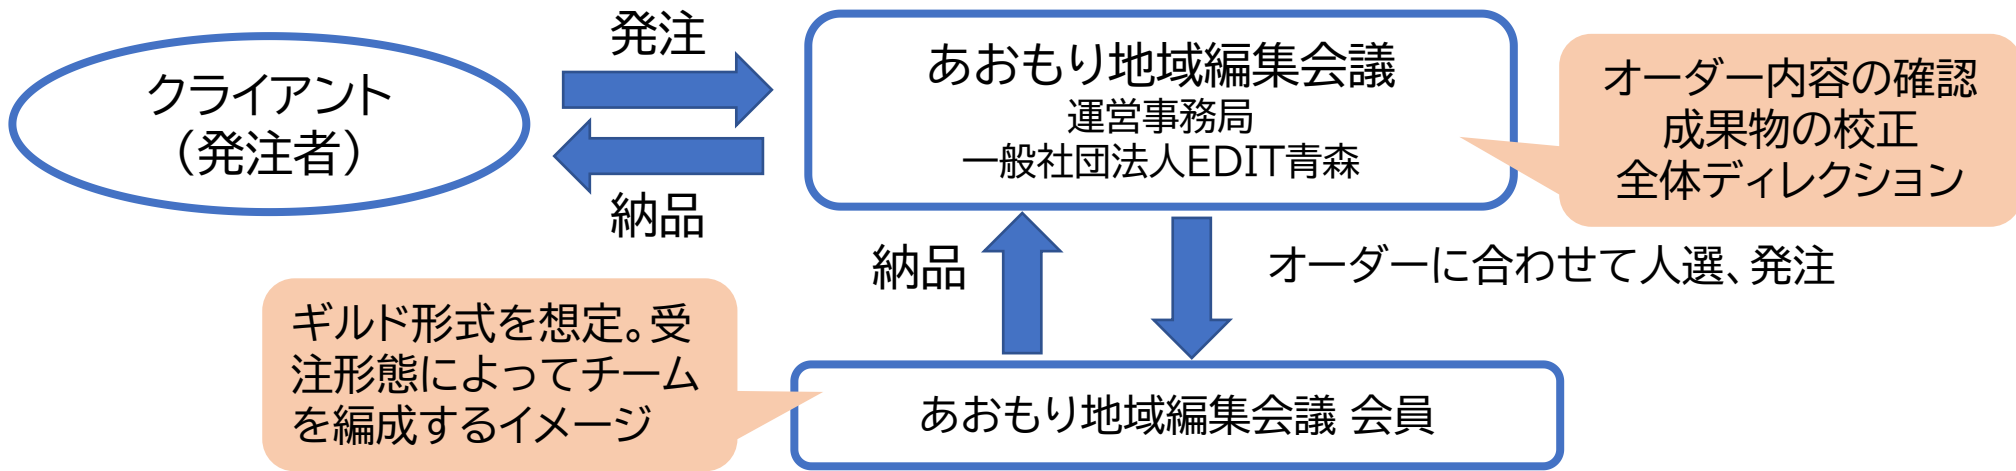 発注
クライアント
（発注者）
納品
あおもり地域編集会議
運営事務局
一般社団法人EDIT青森
オーダー内容の確認
成果物の校正
全体ディレクション
納品
オーダーに合わせて人選、発注
ギルド形式を想定。受
注形態によってチーム
を編成するイメージ
あおもり地域編集会議 会員